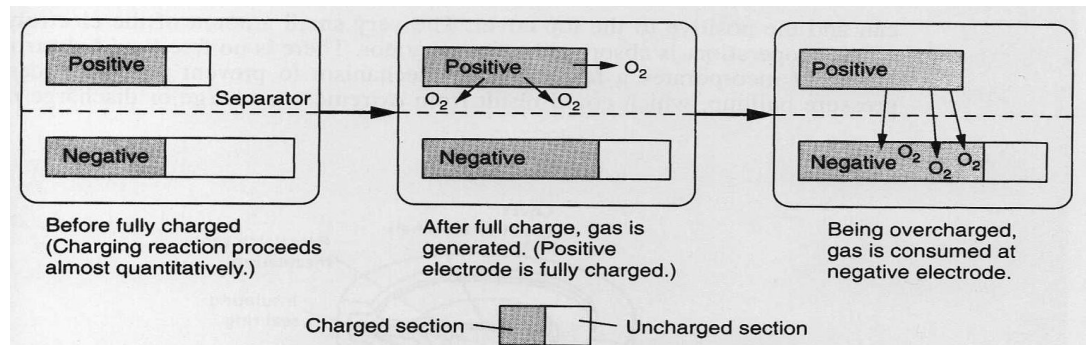 Positive
Separator
Negative
Before fully charged
(Charging reaction proceeds
almost quantitatively.)
Positive
O₂
O₂
O₂
Negative
After full charge, gas is
generated. (Positive
electrode is fully charged.)
Positive
Negative
O₂
O₂
O₂
Being overcharged,
gas is consumed at
negative electrode.
Charged section
Uncharged section